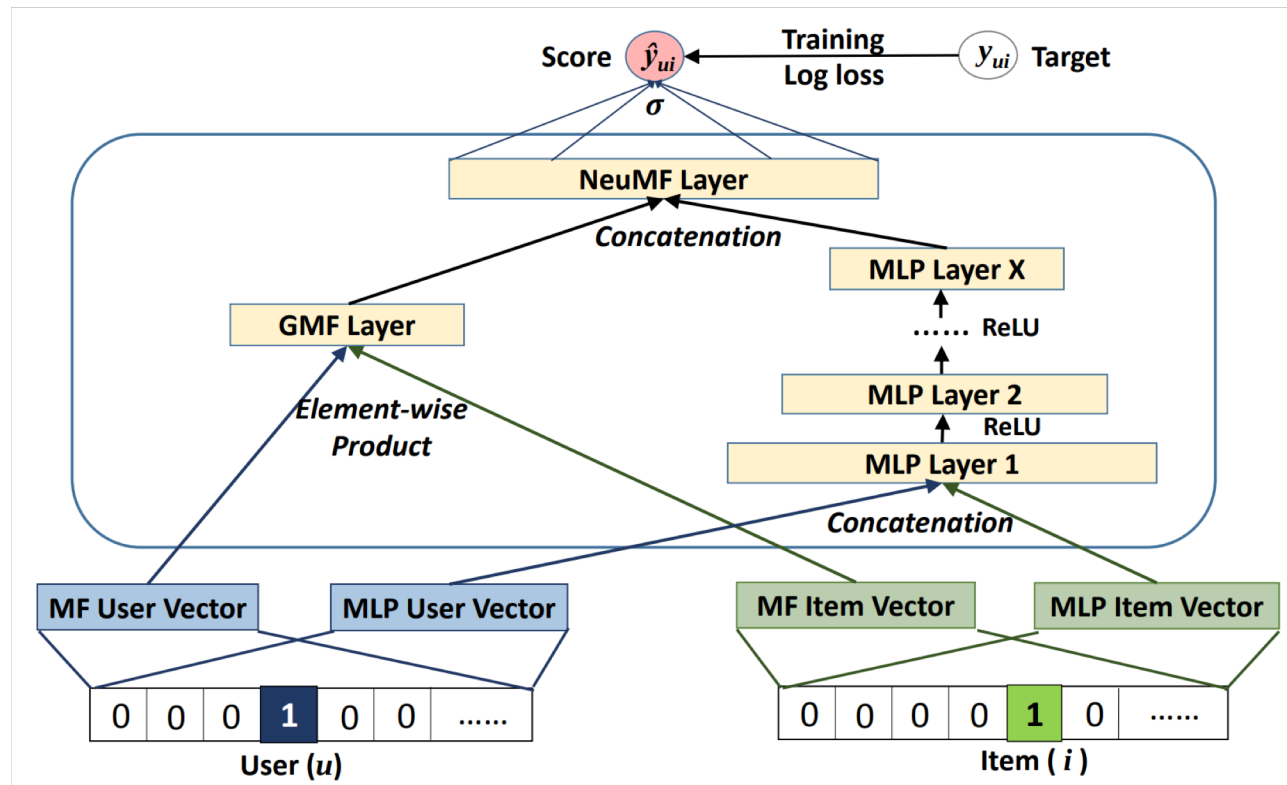 Score ŷui Training yui Target
Log loss
σ
NeuMF Layer
Concatenation
MLP Layer X
GMF Layer
...... ReLU
MLP Layer 2
Element-wise
Product
ReLU
MLP Layer 1
Concatenation
MF User Vector MLP User Vector MF Item Vector MLP Item Vector
0 0 0 1 0 0 ...... 0 0 0 0 1 0 ......
User (u) Item ( i )